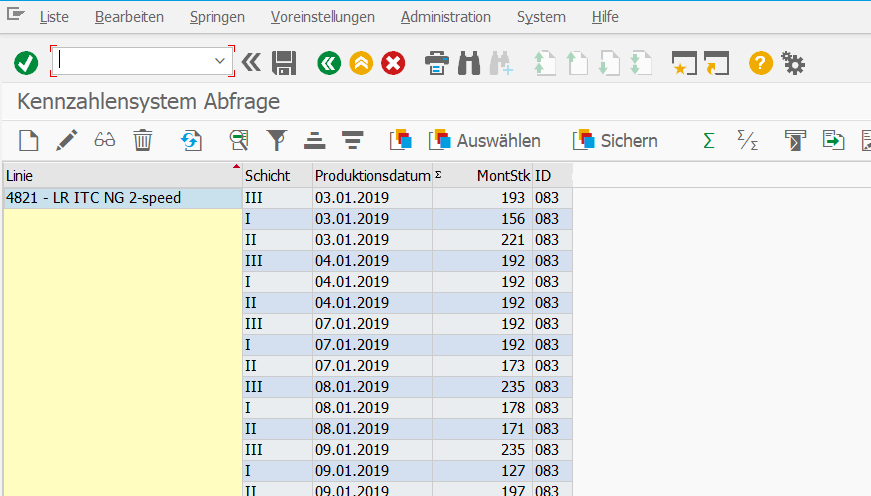 Liste Bearbeiten Springen Voreinstellungen Administration System Hilfe
Kennzahlensystem Abfrage
Auswählen Sichern Σ Σ/Σ
Linie Schicht Produktionsdatum Σ MontStk ID
4821 - LR ITC NG 2-speed III 03.01.2019 193 083
I 03.01.2019 156 083
II 03.01.2019 221 083
III 04.01.2019 192 083
I 04.01.2019 192 083
II 04.01.2019 192 083
III 07.01.2019 192 083
I 07.01.2019 192 083
II 07.01.2019 173 083
III 08.01.2019 235 083
I 08.01.2019 178 083
II 08.01.2019 171 083
III 09.01.2019 235 083
I 09.01.2019 127 083
II 09.01.2019 197 083